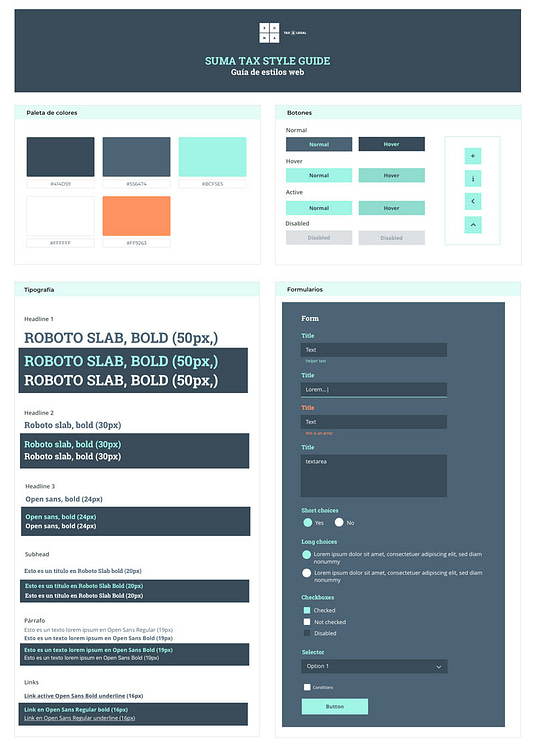 S U
M A
TAX & LEGAL
SUMA TAX STYLE GUIDE
Guía de estilos web
Paleta de colores
#414D59
#556474
#BCF5E5
#FFFFFF
#FF9263
Botones
Normal
Normal Hover
Hover
Normal Hover
Active
Normal Hover
Disabled
Disabled Disabled
+
i
Tipografía
Headline 1
ROBOTO SLAB, BOLD (50px,)
ROBOTO SLAB, BOLD (50px,)
ROBOTO SLAB, BOLD (50px,)
Headline 2
Roboto slab, bold (30px)
Roboto slab, bold (30px)
Roboto slab, bold (30px)
Headline 3
Open sans, bold (24px)
Open sans, bold (24px)
Open sans, bold (24px)
Subhead
Esto es un título en Roboto Slab bold (20px)
Esto es un título en Roboto Slab Bold (20px)
Esto es un título en Roboto Slab Bold (20px)
Párrafo
Esto es un texto lorem ipsum en Open Sans Regular (19px)
Esto es un texto lorem ipsum en Open Sans Bold (19px)
Esto es un texto lorem ipsum en Open Sans Bold (19px)
Esto es un texto lorem ipsum en Open Sans Bold (19px)
Links
Link active Open Sans Bold underline (16px)
Link en Open Sans Regular bold (16px)
Link en Open Sans Regular underline (16px)
Formularios
Form
Title
Text
Helper text
Title
Lorem...|
Title
Text
this is an error
Title
textarea
Short choices
Yes No
Long choices
Lorem ipsum dolor sit amet, consectetuer adipiscing elit, sed diam
nonummy
Lorem ipsum dolor sit amet, consectetuer adipiscing elit, sed diam
nonummy
Checkboxes
Checked
Not checked
Disabled
Selector
Option 1
Conditions
Button